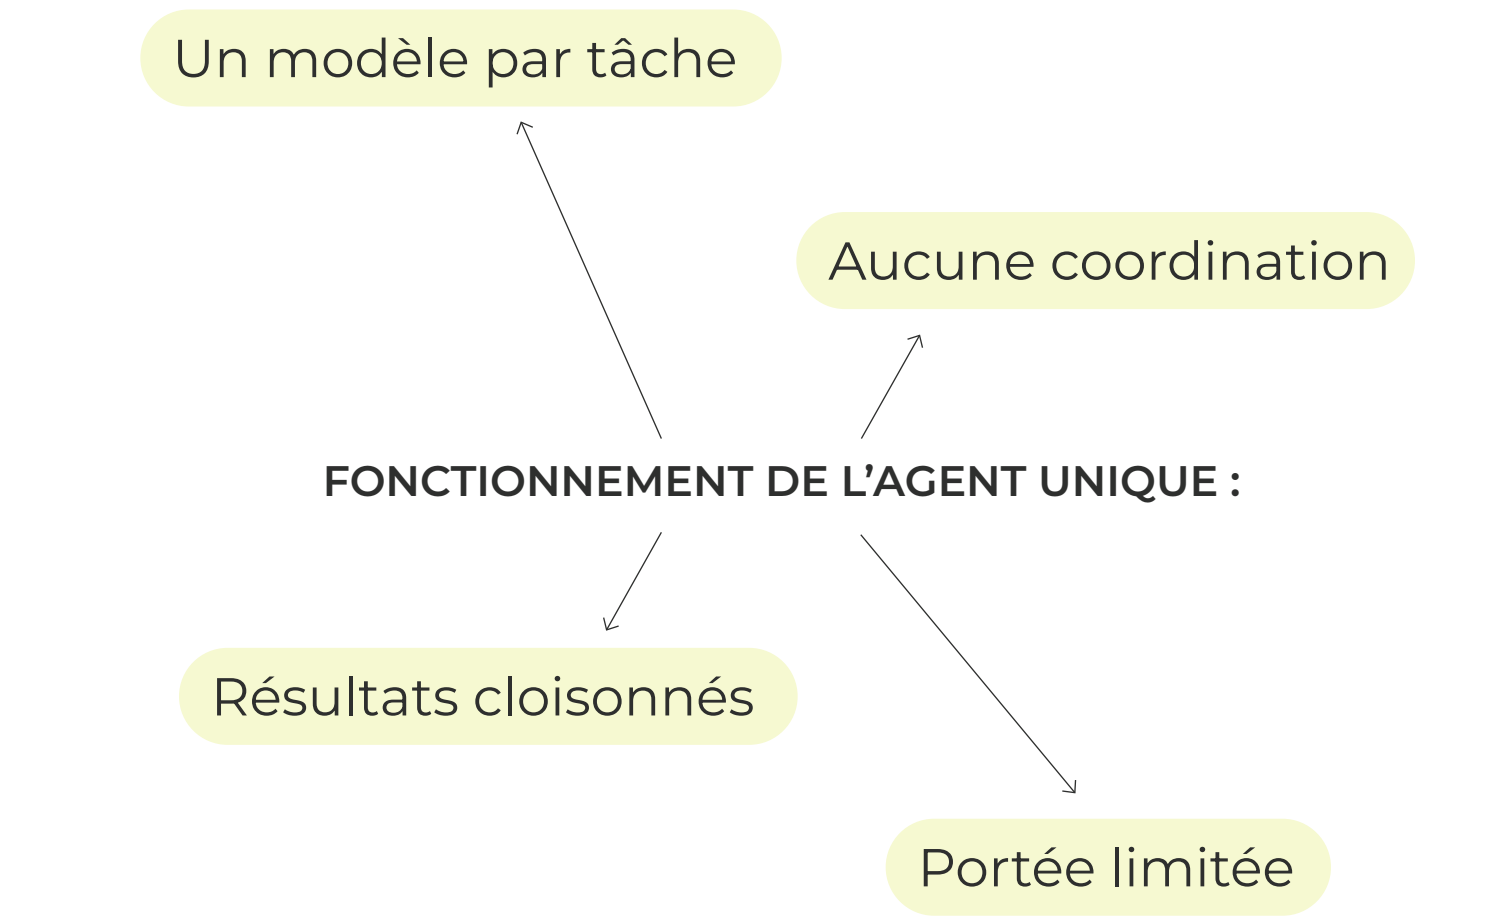 Un modèle par tâche
Aucune coordination
FONCTIONNEMENT DE L’AGENT UNIQUE :
Résultats cloisonnés
Portée limitée